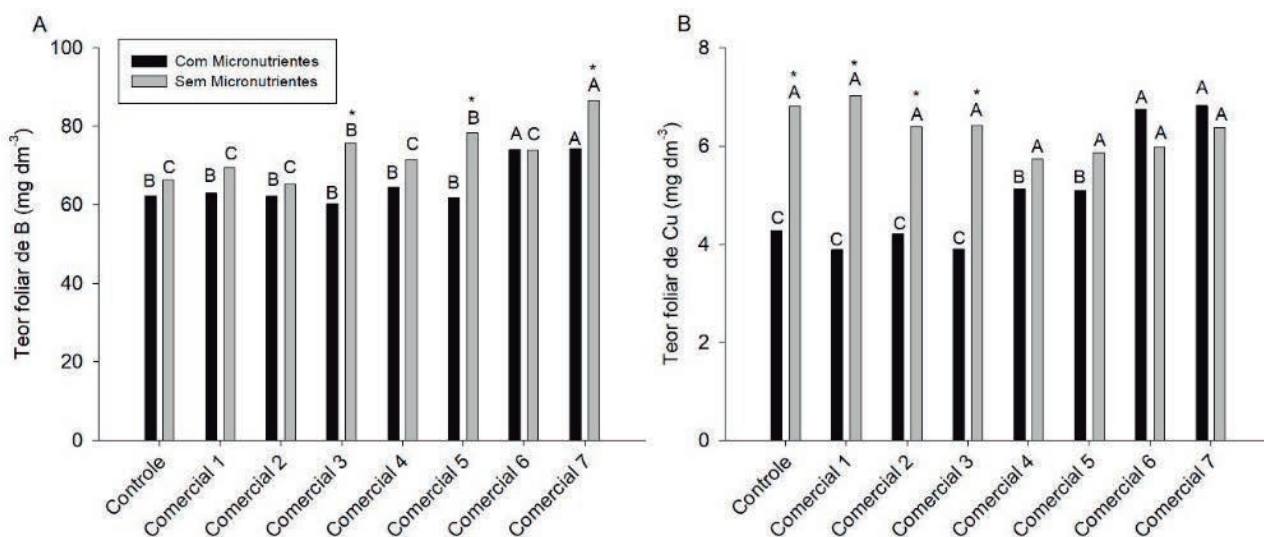 A
Com Micronutrientes
Sem Micronutrientes
Teor foliar de B (mg dm-3)
100
80
60
40
20
0
B C
B C
B C
B B *
B C
B B *
A C
A A *
Controle
Comercial 1
Comercial 2
Comercial 3
Comercial 4
Comercial 5
Comercial 6
Comercial 7
B
Teor foliar de Cu (mg dm-3)
8
6
4
2
0
C A *
C A *
C A *
C A *
B A
B A
A A
A A
Controle
Comercial 1
Comercial 2
Comercial 3
Comercial 4
Comercial 5
Comercial 6
Comercial 7